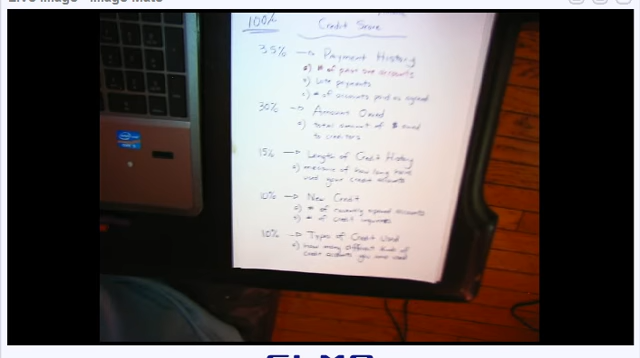 100%
Credit Score
35% → Payment History
# of past due accounts
Late payments
# of accounts paid as agreed
30% → Amount Owed
total amount of $ owed
to creditors
15% → Length of Credit History
measure of how long have
used your credit accounts
10% → New Credit
# of recently opened accounts
# of credit inquiries
10% → Types of Credit Used
how many different kinds of
credit accounts you have used
ELMO